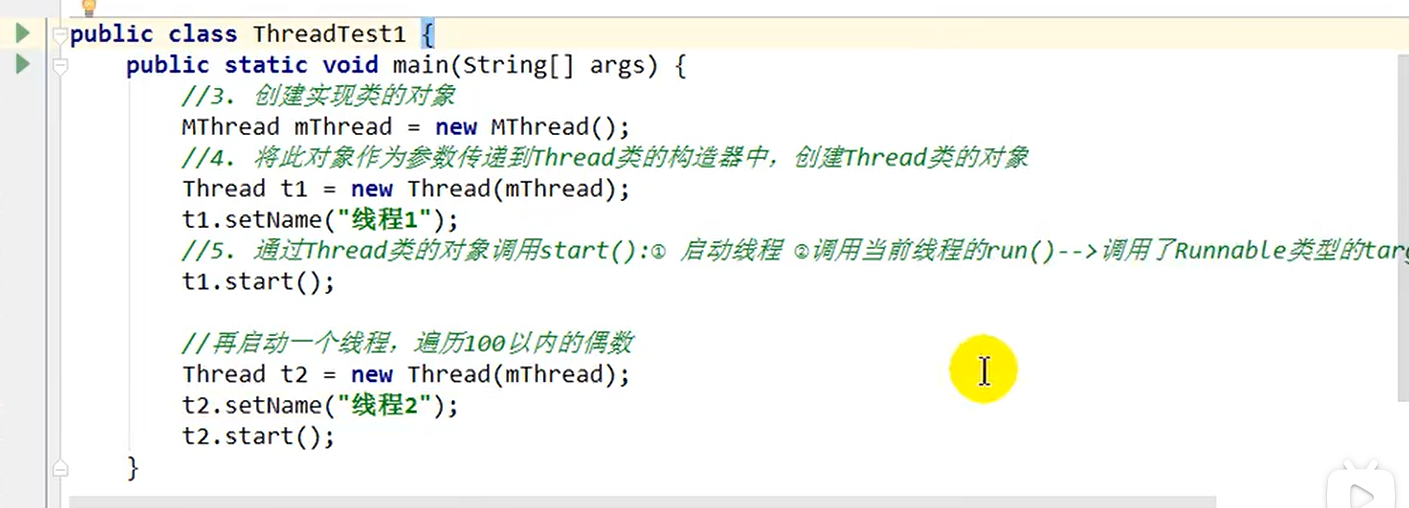 public class ThreadTest1 {
public static void main(String[] args) {
//3. 创建实现类的对象
MThread mThread = new MThread();
//4. 将此对象作为参数传递到Thread类的构造器中，创建Thread类的对象
Thread t1 = new Thread(mThread);
t1.setName("线程1");
//5. 通过Thread类的对象调用start():① 启动线程 ②调用当前线程的run()-->调用了Runnable类型的targ
t1.start();
//再启动一个线程，遍历100以内的偶数
Thread t2 = new Thread(mThread);
t2.setName("线程2");
t2.start();
}